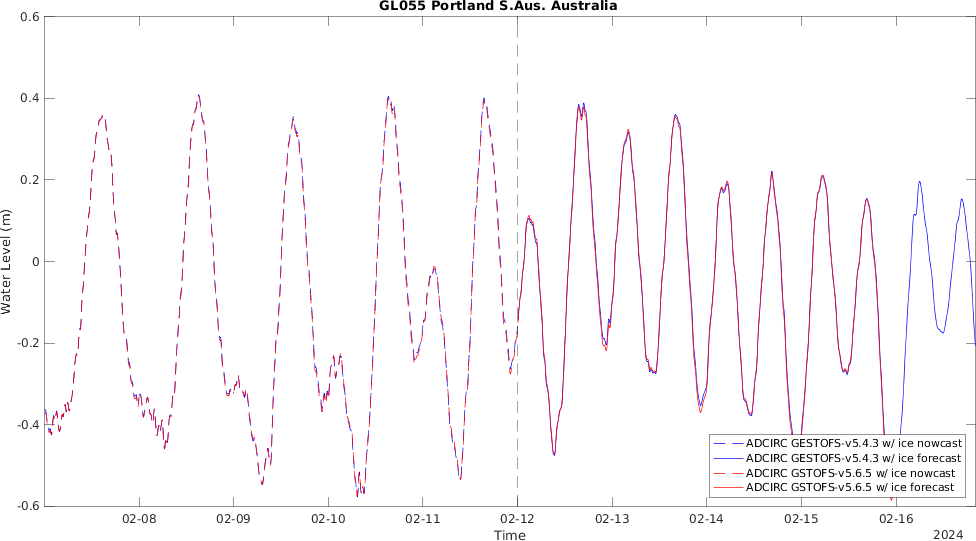 GL055 Portland S.Aus. Australia
0.6
0.4
0.2
0
-0.2
-0.4
-0.6
Water Level (m)
ADCIRC GESTOFS-v5.4.3 w/ ice nowcast
ADCIRC GESTOFS-v5.4.3 w/ ice forecast
ADCIRC GSTOFS-v5.6.5 w/ ice nowcast
ADCIRC GSTOFS-v5.6.5 w/ ice forecast
02-08 02-09 02-10 02-11 02-12 02-13 02-14 02-15 02-16
Time
2024